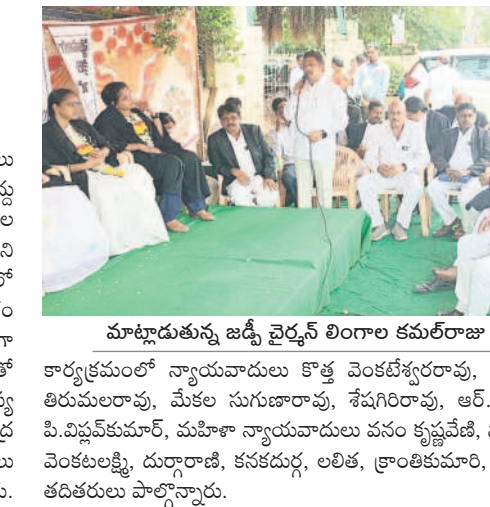 లు
ద్దు
ల
ని
లో
ం
గా
తో
వ్య
ద్ర
లు
రు.
మాట్లాడుతున్న జడ్పీ చైర్మన్ లింగాల కమల్‌రాజు
కార్యక్రమంలో న్యాయవాదులు కొత్త వెంకటేశ్వరరావు,
తిరుమలరావు, మేకల సుగుణారావు, శేషగిరిరావు, ఆర్.
పి.విప్లవ్‌కుమార్, మహిళా న్యాయవాదులు వనం కృష్ణవేణి,
వెంకటలక్ష్మి, దుర్గారాణి, కనకదుర్గ, లలిత, క్రాంతికుమారి,
తదితరులు పాల్గొన్నారు.